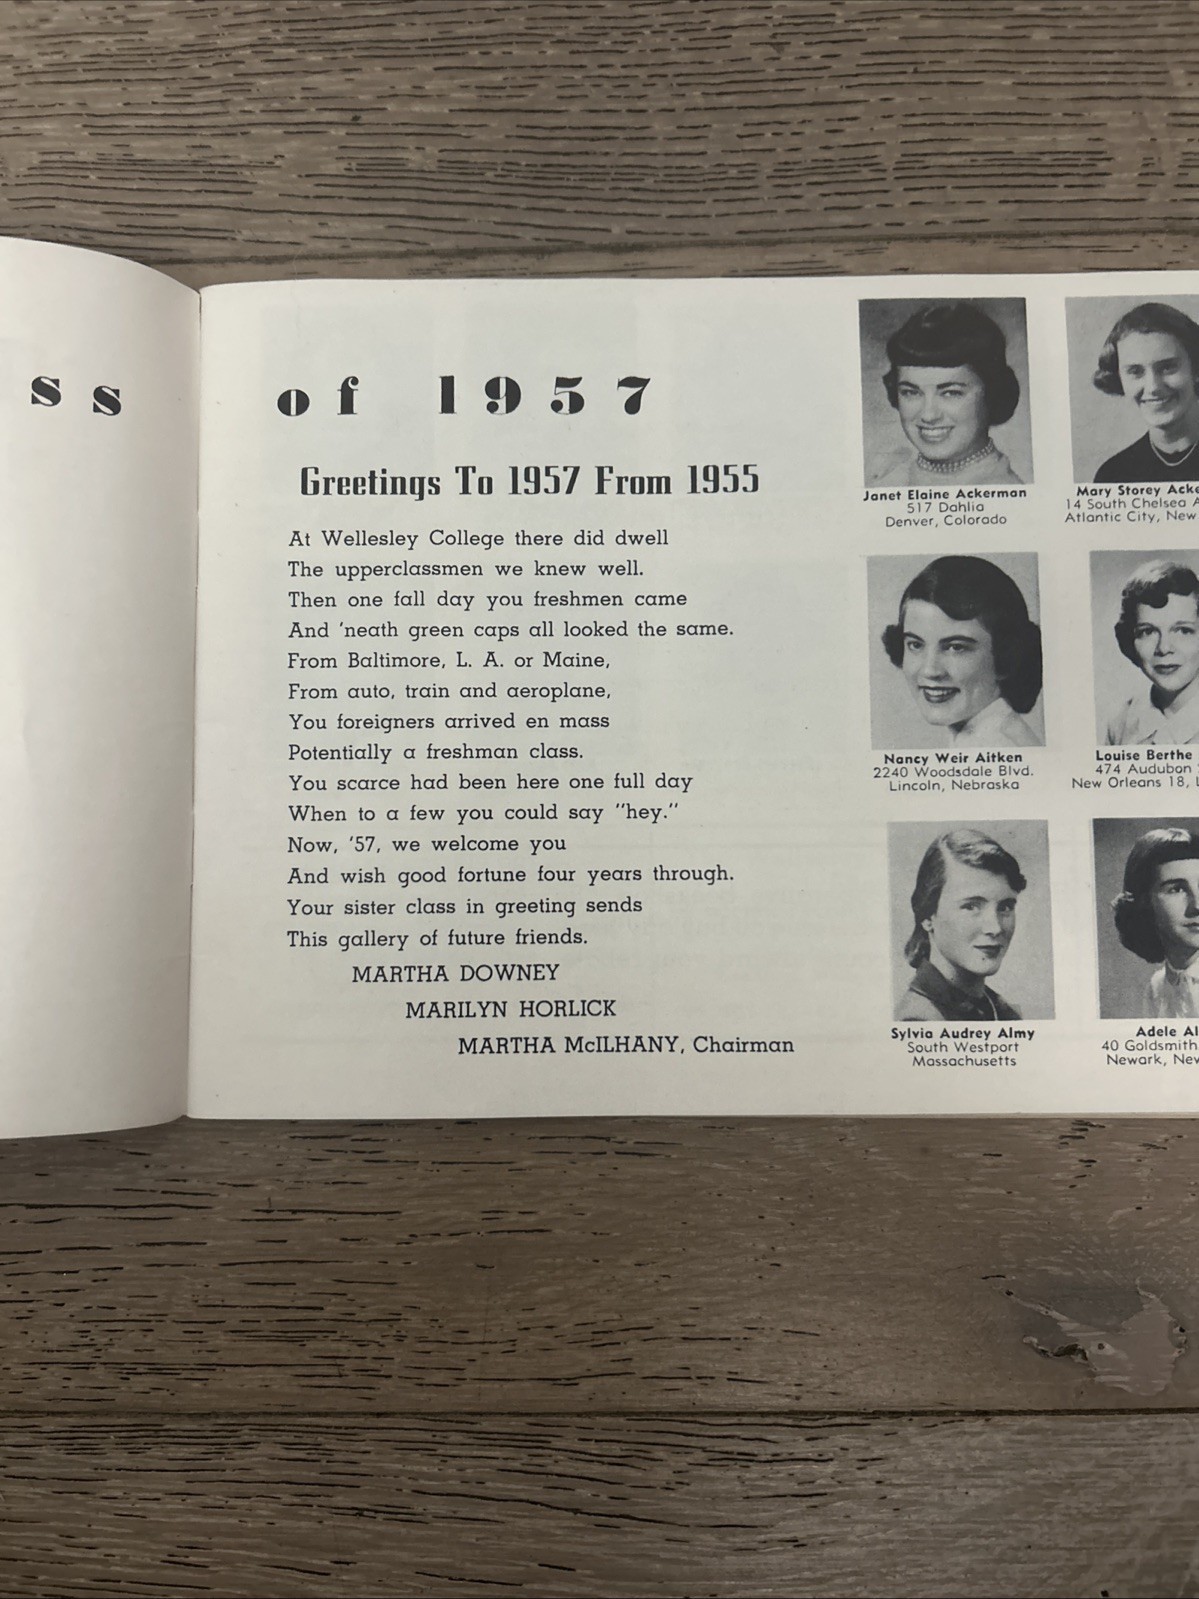 ss of 1957
Greetings To 1957 From 1955
At Wellesley College there did dwell
The upperclassmen we knew well.
Then one fall day you freshmen came
And 'neath green caps all looked the same.
From Baltimore, L. A. or Maine,
From auto, train and aeroplane,
You foreigners arrived en mass
Potentially a freshman class.
You scarce had been here one full day
When to a few you could say "hey."
Now, '57, we welcome you
And wish good fortune four years through.
Your sister class in greeting sends
This gallery of future friends.
MARTHA DOWNEY
MARILYN HORLICK
MARTHA McILHANY, Chairman
Janet Elaine Ackerman
517 Dahlia
Denver, Colorado
Mary Storey
14 South Chelsea
Atlantic City, New
Nancy Weir Aitken
2240 Woodsdale Blvd.
Lincoln, Nebraska
Louise Berthe
474 Audubon
New Orleans 18,
Sylvia Audrey Almy
South Westport
Massachusetts
Adele
40 Goldsmith
Newark, New